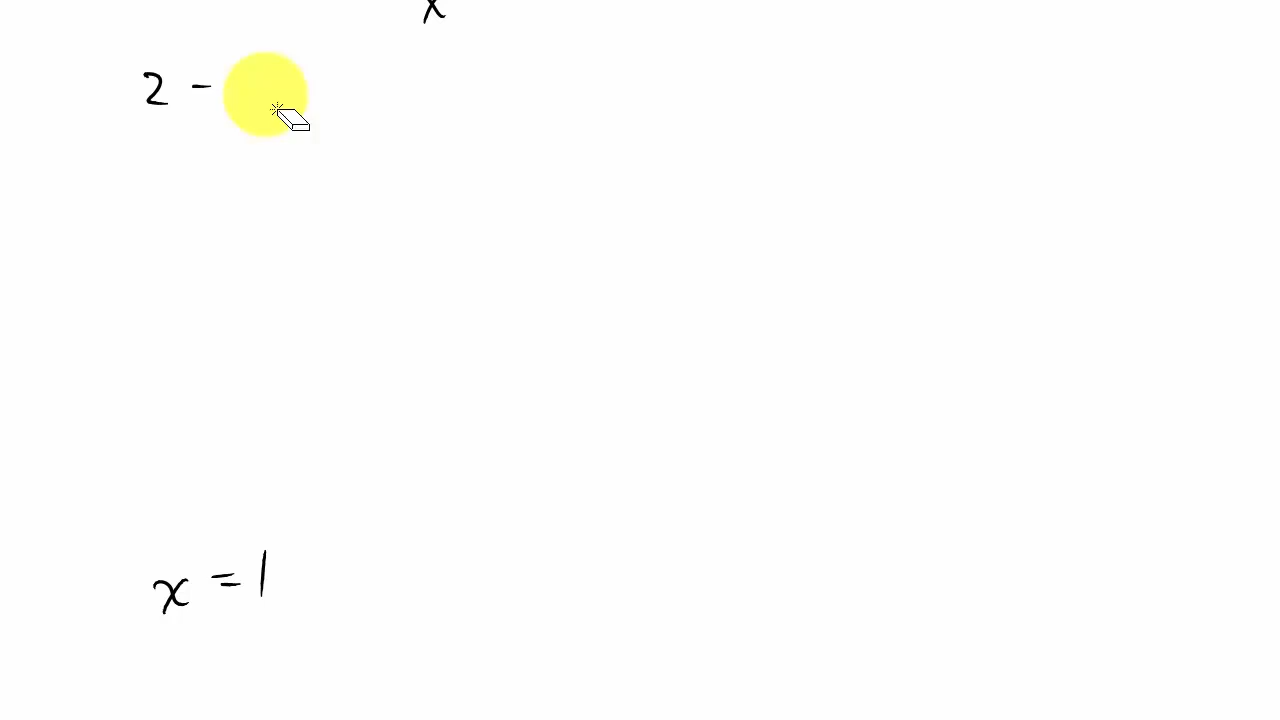 x
2 -
x = 1